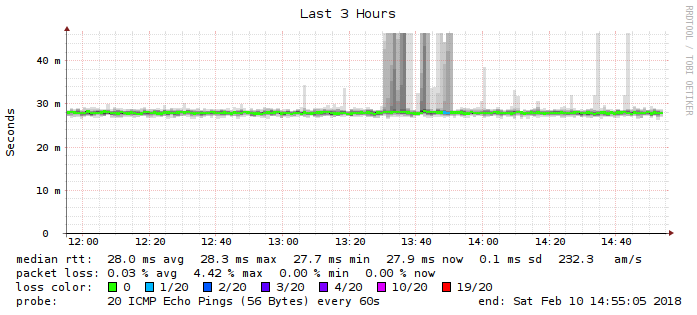 Last 3 Hours
RRDTOOL / TOBI OETIKER
Seconds
40 m
30 m
20 m
10 m
0
12:00 12:20 12:40 13:00 13:20 13:40 14:00 14:20 14:40
median rtt: 28.0 ms avg 28.3 ms max 27.7 ms min 27.9 ms now 0.1 ms sd 232.3 am/s
packet loss: 0.03 % avg 4.42 % max 0.00 % min 0.00 % now
loss color: 0 1/20 2/20 3/20 4/20 10/20 19/20
probe: 20 ICMP Echo Pings (56 Bytes) every 60s end: Sat Feb 10 14:55:05 2018